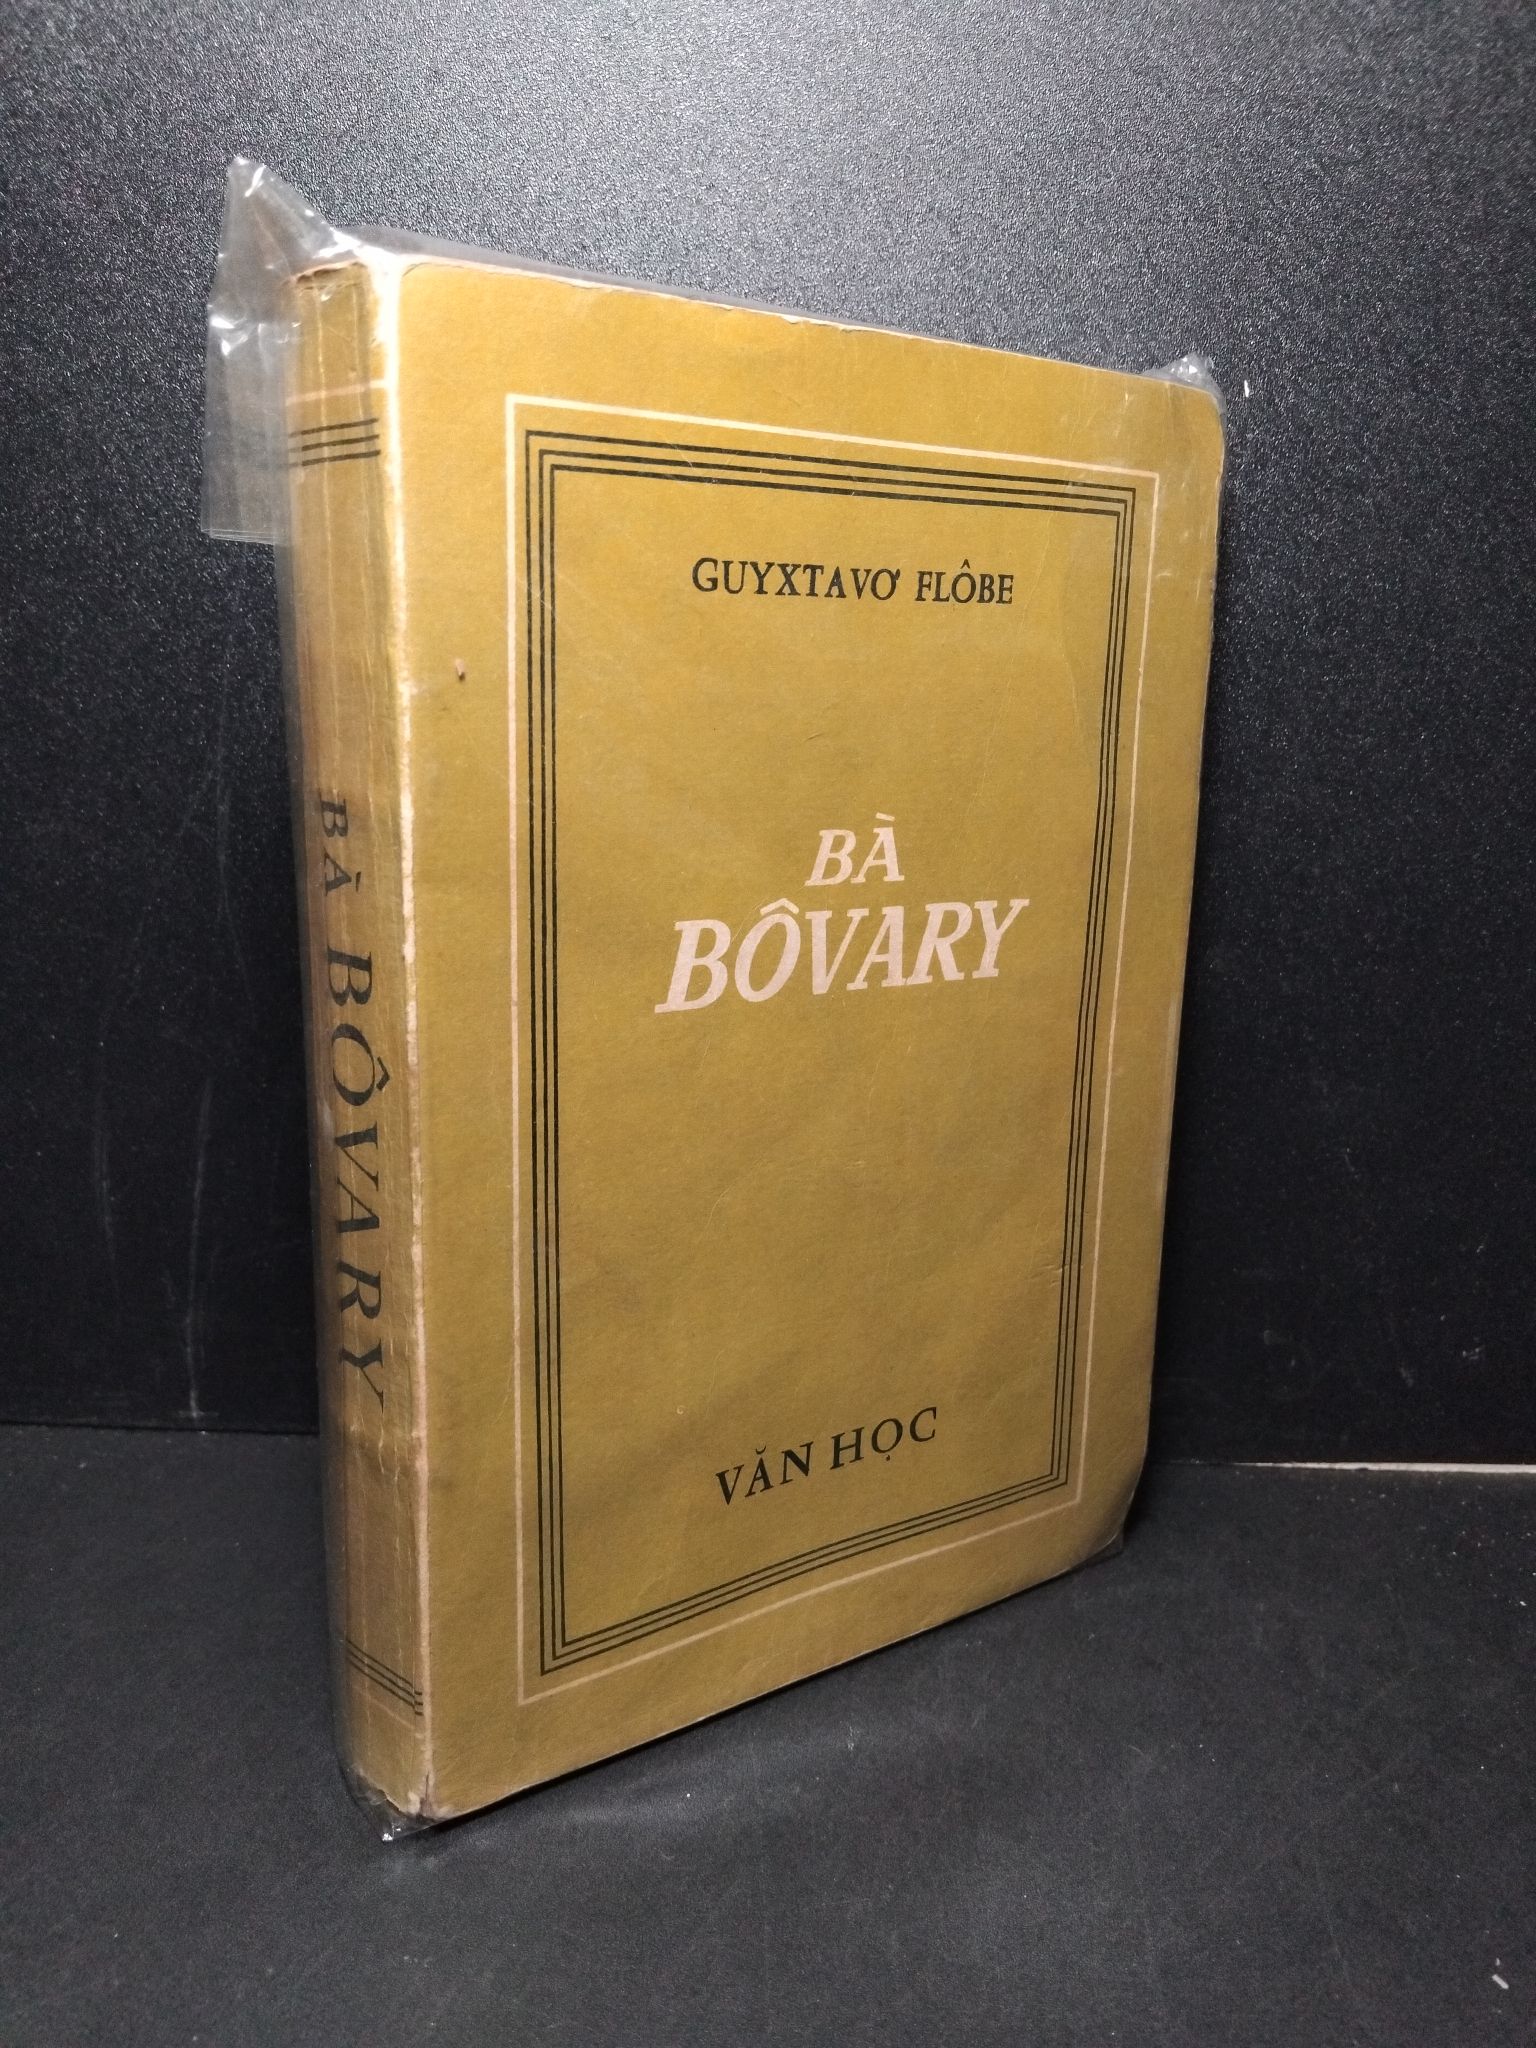 GUYXTAVƠ FLÔBE
BÀ
BÔVARY
VĂN HỌC
BÀ BÔVARY